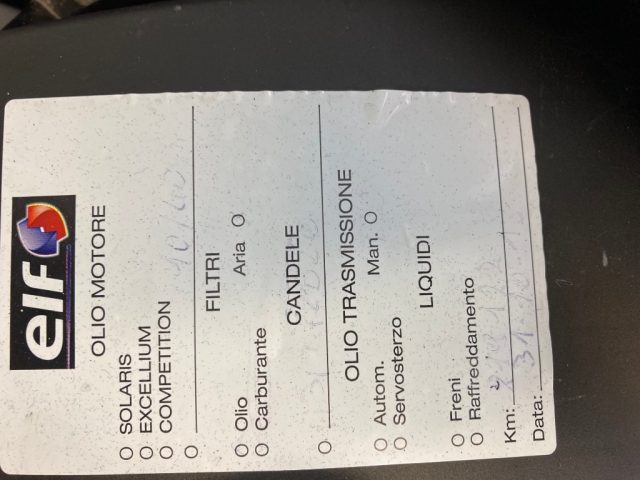 elf
OLIO MOTORE
O SOLARIS
O EXCELLIUM
O COMPETITION
O
FILTRI
O Olio Aria O
O Carburante
CANDELE
O
OLIO TRASMISSIONE
O Autom. Man. O
O Servosterzo
LIQUIDI
O Freni
O Raffreddamento
Km:
Data: 31